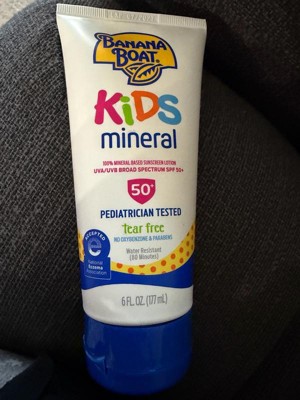 BANANA
BOAT
KiDS
mineral
100% MINERAL-BASED SUNSCREEN LOTION
UVA/UVB BROAD SPECTRUM SPF 50+
50+
PEDIATRICIAN TESTED
tear free
NO OXYBENZONE & PARABENS
Water Resistant
(80 Minutes)
ACCEPTED
National
Eczema
Association
6 FL. OZ. (177 mL)